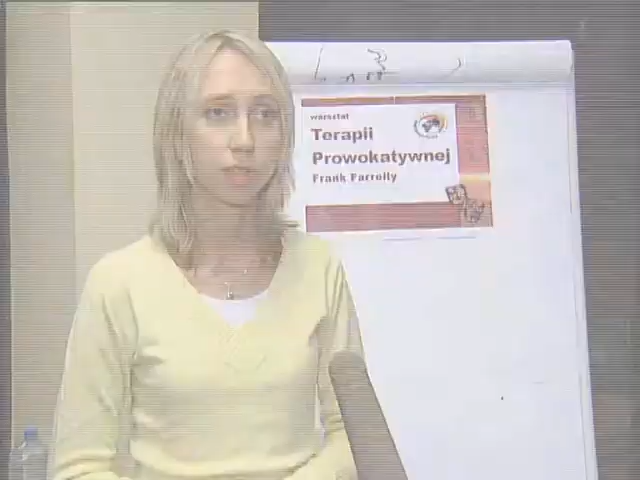 warsztat
Terapii
Prowokatywnej
Frank Farrelly